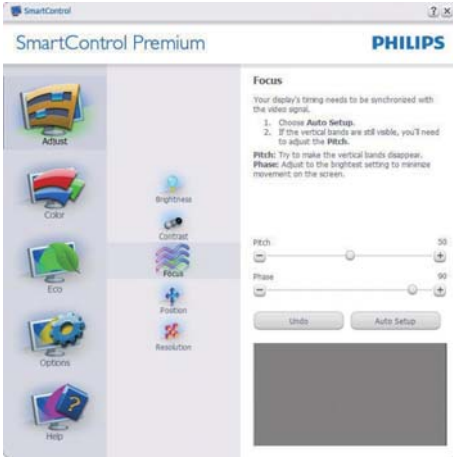 SmartControl
SmartControl Premium
PHILIPS
Adjust
Color
Eco
Options
Help
Brightness
Contrast
Focus
Position
Resolution
Focus
Your display's timing needs to be synchronized with
the video signal.
1. Choose Auto Setup.
2. If the vertical bands are still visible, you'll need
to adjust the Pitch.
Pitch: Try to make the vertical bands disappear.
Phase: Adjust to the brightest setting to minimize
movement on the screen.
Pitch 50
Phase 90
Undo Auto Setup